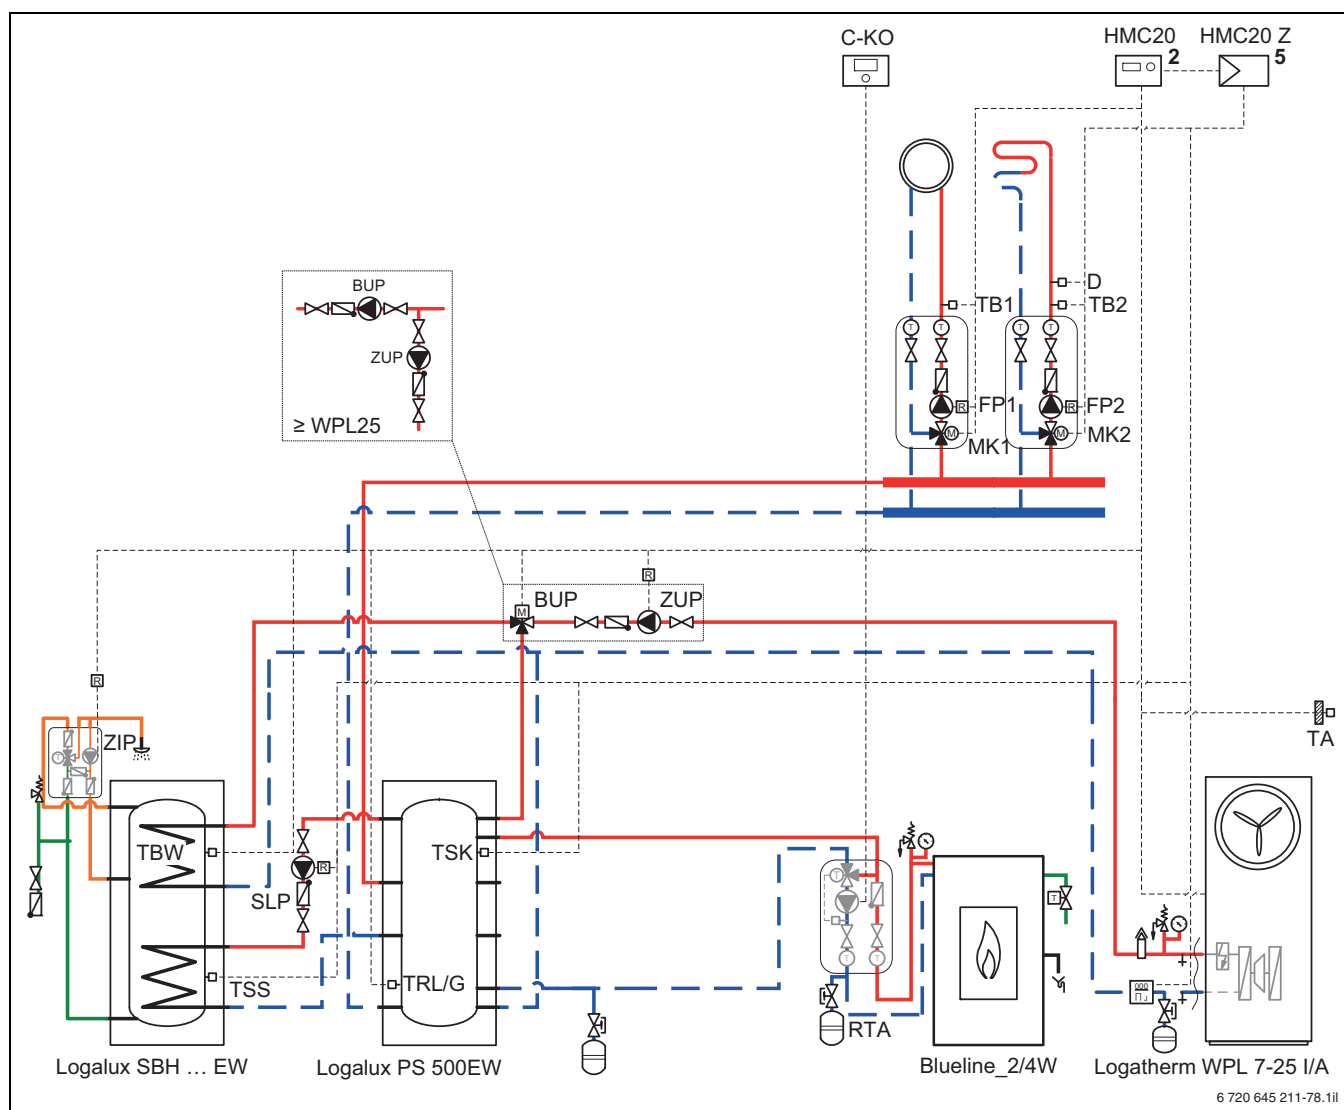 C-KO
HMC20
2
HMC20 Z
5
D
TB1
TB2
T
T
T
T
BUP
ZUP
≥ WPL25
R
FP1
R
FP2
M
MK1
M
MK2
R
M
BUP
ZUP
R
TA
ZIP
T
TBW
R
SLP
TSK
T
T
TSS
TRL/G
T
T
RTA
Logalux SBH ... EW
Logalux PS 500EW
Blueline_2/4W
Logatherm WPL 7-25 I/A
6 720 645 211-78.1il